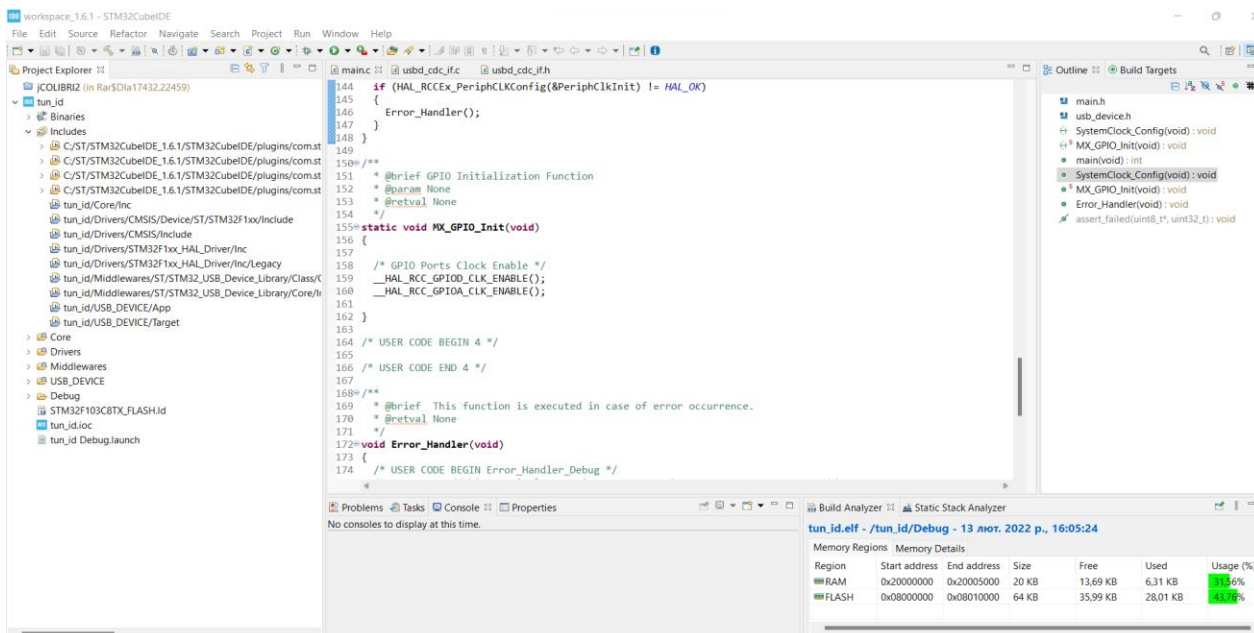 workspace_1.6.1 - STM32CubeIDE
File Edit Source Refactor Navigate Search Project Run Window Help
Project Explorer
jCOLIBRI2 (in Rar$DIa17432.22459)
tun_id
Binaries
Includes
C:/ST/STM32CubeIDE_1.6.1/STM32CubeIDE/plugins/com.st
C:/ST/STM32CubeIDE_1.6.1/STM32CubeIDE/plugins/com.st
C:/ST/STM32CubeIDE_1.6.1/STM32CubeIDE/plugins/com.st
C:/ST/STM32CubeIDE_1.6.1/STM32CubeIDE/plugins/com.st
tun_id/Core/Inc
tun_id/Drivers/CMSIS/Device/ST/STM32F1xx/Include
tun_id/Drivers/CMSIS/Include
tun_id/Drivers/STM32F1xx_HAL_Driver/Inc
tun_id/Drivers/STM32F1xx_HAL_Driver/Inc/Legacy
tun_id/Middlewares/ST/STM32_USB_Device_Library/Class/C
tun_id/Middlewares/ST/STM32_USB_Device_Library/Core/In
tun_id/USB_DEVICE/App
tun_id/USB_DEVICE/Target
Core
Drivers
Middlewares
USB_DEVICE
Debug
STM32F103C8TX_FLASH.ld
tun_id.ioc
tun_id Debug.launch
main.c usbd_cdc_if.c usbd_cdc_if.h
144 if (HAL_RCCEx_PeriphCLKConfig(&PeriphClkInit) != HAL_OK)
145 {
146 Error_Handler();
147 }
148 }
149
150 /**
151 * @brief GPIO Initialization Function
152 * @param None
153 * @retval None
154 */
155 static void MX_GPIO_Init(void)
156 {
157
158 /* GPIO Ports Clock Enable */
159 __HAL_RCC_GPIOD_CLK_ENABLE();
160 __HAL_RCC_GPIOA_CLK_ENABLE();
161
162 }
163
164 /* USER CODE BEGIN 4 */
165
166 /* USER CODE END 4 */
167
168 /**
169 * @brief This function is executed in case of error occurrence.
170 * @retval None
171 */
172 void Error_Handler(void)
173 {
174 /* USER CODE BEGIN Error_Handler_Debug */
Outline Build Targets
main.h
usb_device.h
SystemClock_Config(void) : void
MX_GPIO_Init(void) : void
main(void) : int
SystemClock_Config(void) : void
MX_GPIO_Init(void) : void
Error_Handler(void) : void
assert_failed(uint8_t*, uint32_t) : void
Problems Tasks Console Properties
No consoles to display at this time.
Build Analyzer Static Stack Analyzer
tun_id.elf - /tun_id/Debug - 13 лют. 2022 р., 16:05:24
Memory Regions Memory Details
Region Start address End address Size Free Used Usage (%)
RAM 0x20000000 0x20005000 20 KB 13,69 KB 6,31 KB 31,56%
FLASH 0x08000000 0x08010000 64 KB 35,99 KB 28,01 KB 43,76%